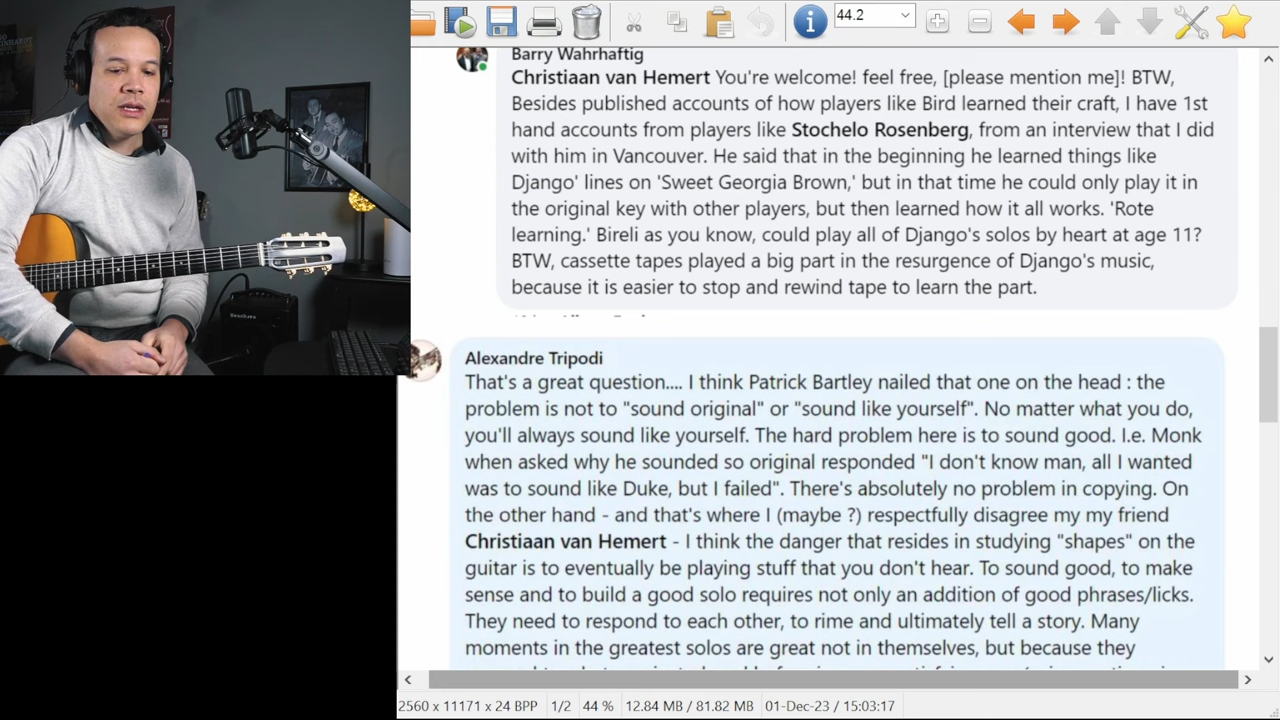 44.2
Barry Wahrhaftig
Christiaan van Hemert You're welcome! feel free, [please mention me]! BTW,
Besides published accounts of how players like Bird learned their craft, I have 1st
hand accounts from players like Stochelo Rosenberg, from an interview that I did
with him in Vancouver. He said that in the beginning he learned things like
Django' lines on 'Sweet Georgia Brown,' but in that time he could only play it in
the original key with other players, but then learned how it all works. 'Rote
learning.' Bireli as you know, could play all of Django's solos by heart at age 11?
BTW, cassette tapes played a big part in the resurgence of Django's music,
because it is easier to stop and rewind tape to learn the part.
Alexandre Tripodi
That's a great question.... I think Patrick Bartley nailed that one on the head : the
problem is not to "sound original" or "sound like yourself". No matter what you do,
you'll always sound like yourself. The hard problem here is to sound good. I.e. Monk
when asked why he sounded so original responded "I don't know man, all I wanted
was to sound like Duke, but I failed". There's absolutely no problem in copying. On
the other hand - and that's where I (maybe ?) respectfully disagree my my friend
Christiaan van Hemert - I think the danger that resides in studying "shapes" on the
guitar is to eventually be playing stuff that you don't hear. To sound good, to make
sense and to build a good solo requires not only an addition of good phrases/licks.
They need to respond to each other, to rime and ultimately tell a story. Many
moments in the greatest solos are great not in themselves, but because they
2560 x 11171 x 24 BPP 1/2 44 % 12.84 MB / 81.82 MB 01-Dec-23 / 15:03:17